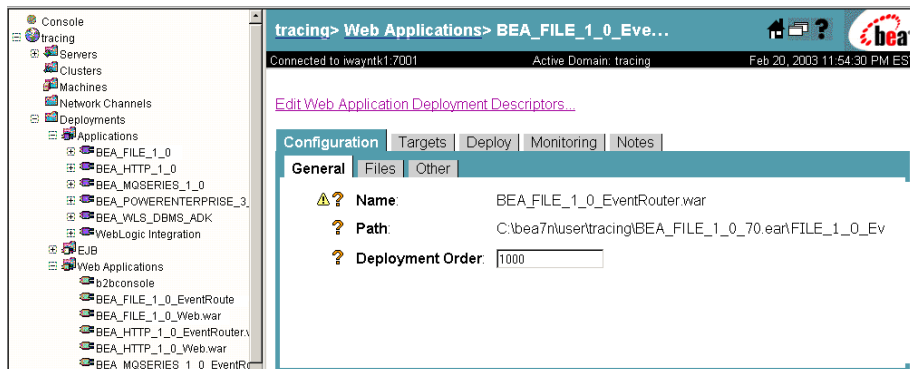 Console
tracing
Servers
Clusters
Machines
Network Channels
Deployments
Applications
BEA_FILE_1_0
BEA_HTTP_1_0
BEA_MQSERIES_1_0
BEA_POWERENTERPRISE_3_
BEA_WLS_DBMS_ADK
WebLogic Integration
EJB
Web Applications
b2bconsole
BEA_FILE_1_0_EventRoute
BEA_FILE_1_0_Web.war
BEA_HTTP_1_0_EventRouter.
BEA_HTTP_1_0_Web.war
BEA_MQSERIES_1_0_EventRo
tracing> Web Applications> BEA_FILE_1_0_Eve...
? bea
Connected to iwayntk1:7001 Active Domain: tracing Feb 20, 2003 11:54:30 PM ES
Edit Web Application Deployment Descriptors...
Configuration Targets Deploy Monitoring Notes
General Files Other
? Name: BEA_FILE_1_0_EventRouter.war
? Path: C:\bea7n\user\tracing\BEA_FILE_1_0_70.ear\FILE_1_0_Ev
? Deployment Order: 1000